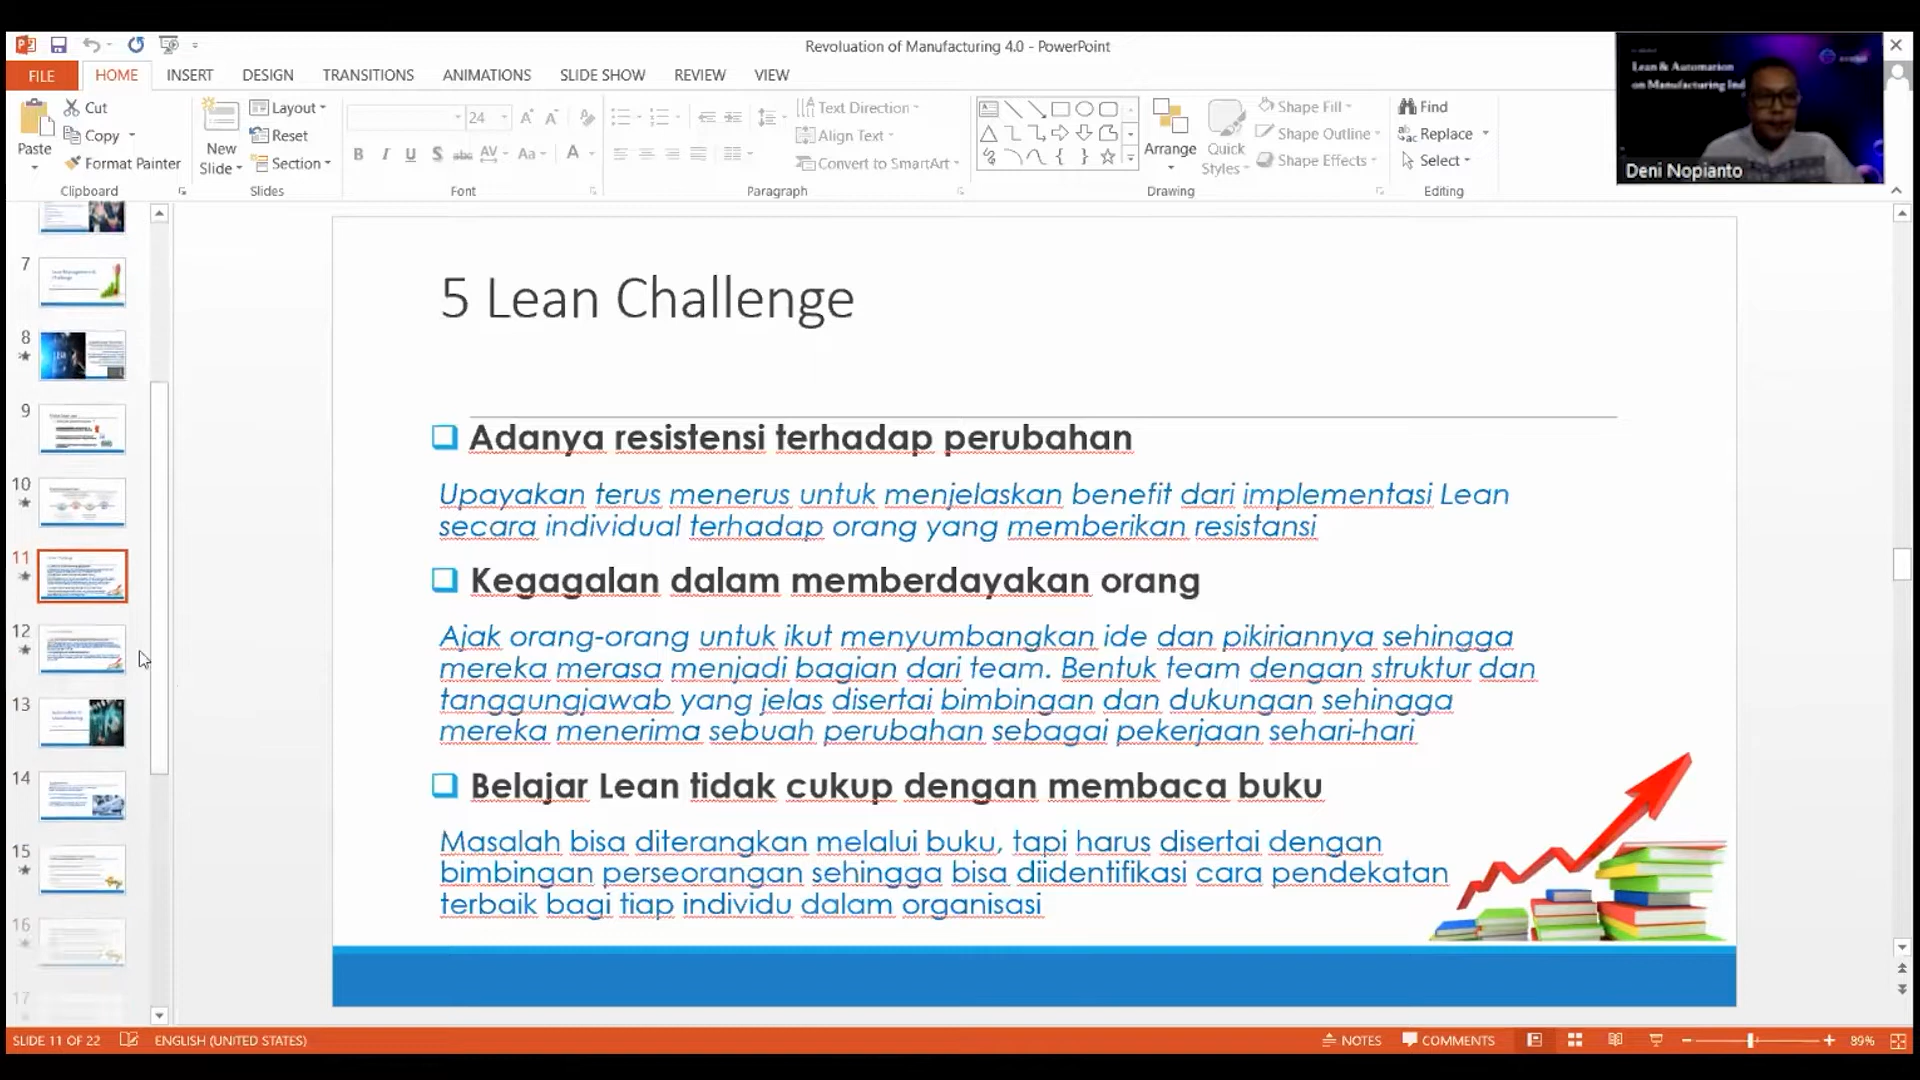 Revoluation of Manufacturing 4.0 - PowerPoint
FILE
HOME
INSERT
DESIGN
TRANSITIONS
ANIMATIONS
SLIDE SHOW
REVIEW
VIEW
Paste
Cut
Copy
Format Painter
Clipboard
New
Slide
Layout
Reset
Section
Slides
24
Font
Text Direction
Align Text
Convert to SmartArt
Paragraph
Arrange
Quick
Styles
Shape Fill
Shape Outline
Shape Effects
Drawing
Find
Replace
Select
Editing
Lean & Automation
on Manufacturing Ind
Deni Nopianto
7
8
9
10
11
12
13
14
15
16
17
5 Lean Challenge
Adanya resistensi terhadap perubahan
Upayakan terus menerus untuk menjelaskan benefit dari implementasi Lean
secara individual terhadap orang yang memberikan resistansi
Kegagalan dalam memberdayakan orang
Ajak orang-orang untuk ikut menyumbangkan ide dan pikiriannya sehingga
mereka merasa menjadi bagian dari team. Bentuk team dengan struktur dan
tanggungjawab yang jelas disertai bimbingan dan dukungan sehingga
mereka menerima sebuah perubahan sebagai pekerjaan sehari-hari
Belajar Lean tidak cukup dengan membaca buku
Masalah bisa diterangkan melalui buku, tapi harus disertai dengan
bimbingan perseorangan sehingga bisa diidentifikasi cara pendekatan
terbaik bagi tiap individu dalam organisasi
SLIDE 11 OF 22
ENGLISH (UNITED STATES)
NOTES
COMMENTS
89%